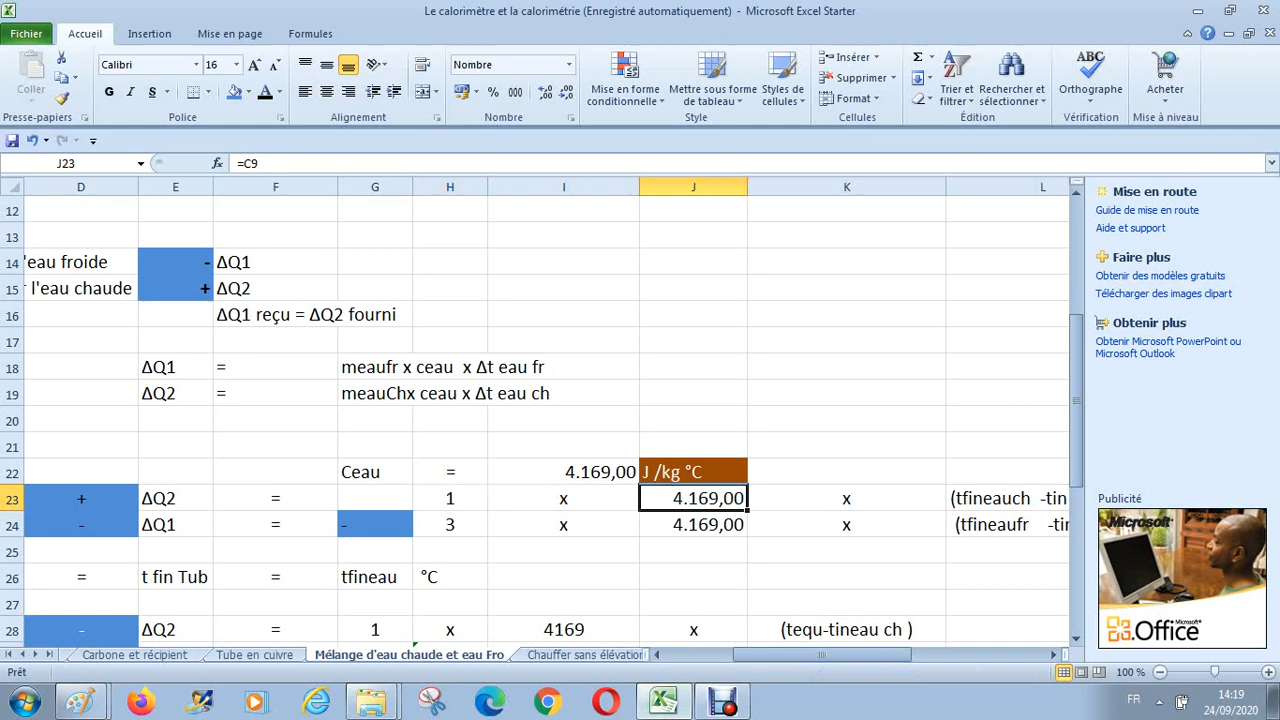 Le calorimètre et la calorimétrie (Enregistré automatiquement) - Microsoft Excel Starter
Fichier Accueil Insertion Mise en page Formules
Coller
Presse-papiers
Calibri 16
G I S
Police
Alignement
Nombre
% 000
Nombre
Mise en forme conditionnelle
Mettre sous forme de tableau
Styles de cellules
Style
Insérer
Supprimer
Format
Cellules
Σ
Trier et filtrer
Rechercher et sélectionner
Édition
ABC
Orthographe
Vérification
Acheter
Mise à niveau
J23 fx =C9
D E F G H I J K L
12
13
14 'eau froide - ΔQ1
15 l'eau chaude + ΔQ2
16 ΔQ1 reçu = ΔQ2 fourni
17
18 ΔQ1 = meaufr x ceau x Δt eau fr
19 ΔQ2 = meauChx ceau x Δt eau ch
20
21
22 Ceau = 4.169,00 J /kg °C
23 + ΔQ2 = 1 x 4.169,00 x (tfineauch -tin
24 - ΔQ1 = - 3 x 4.169,00 x (tfineaufr -tin
25
26 = t fin Tub = tfineau °C
27
28 - ΔQ2 = 1 x 4169 x (tequ-tineau ch )
Mise en route
Guide de mise en route
Aide et support
Faire plus
Obtenir des modèles gratuits
Télécharger des images clipart
Obtenir plus
Obtenir Microsoft PowerPoint ou
Microsoft Outlook
Publicité
Microsoft
Microsoft
Office
Carbone et récipient Tube en cuivre Mélange d'eau chaude et eau Fro Chauffer sans élévation
Prêt 100 %
FR 14:19
24/09/2020